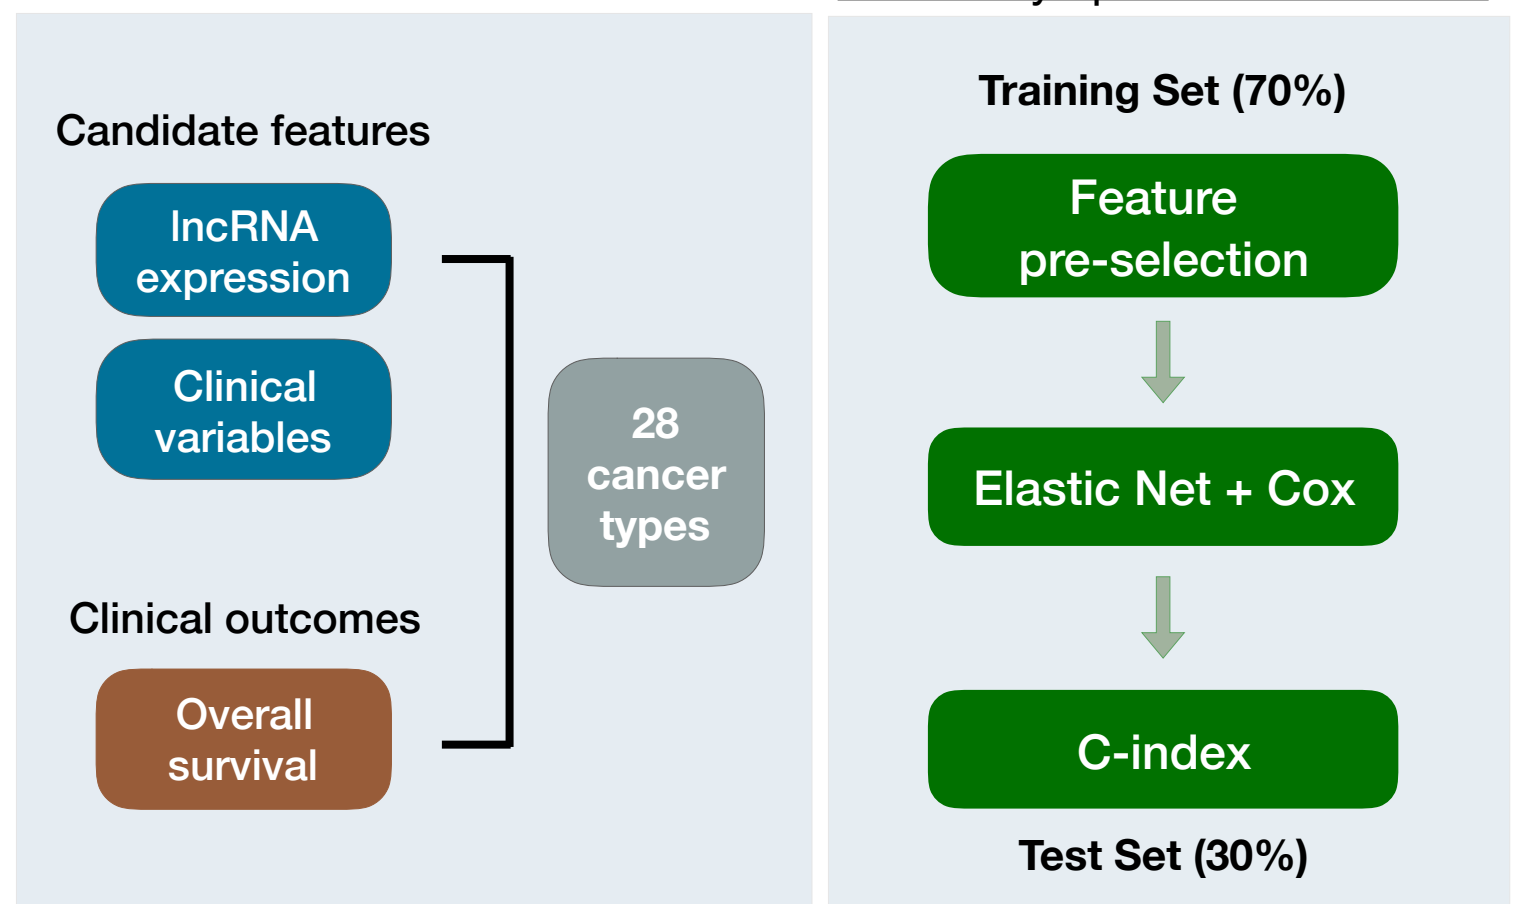 Candidate features
lncRNA
expression
Clinical
variables
28
cancer
types
Clinical outcomes
Overall
survival
Training Set (70%)
Feature
pre-selection
Elastic Net + Cox
C-index
Test Set (30%)